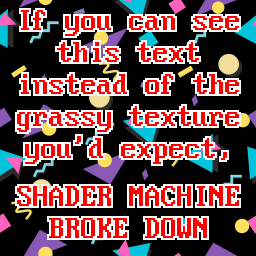 If you can see
this text
instead of the
grassy texture
you'd expect,
SHADER MACHINE
BROKE DOWN